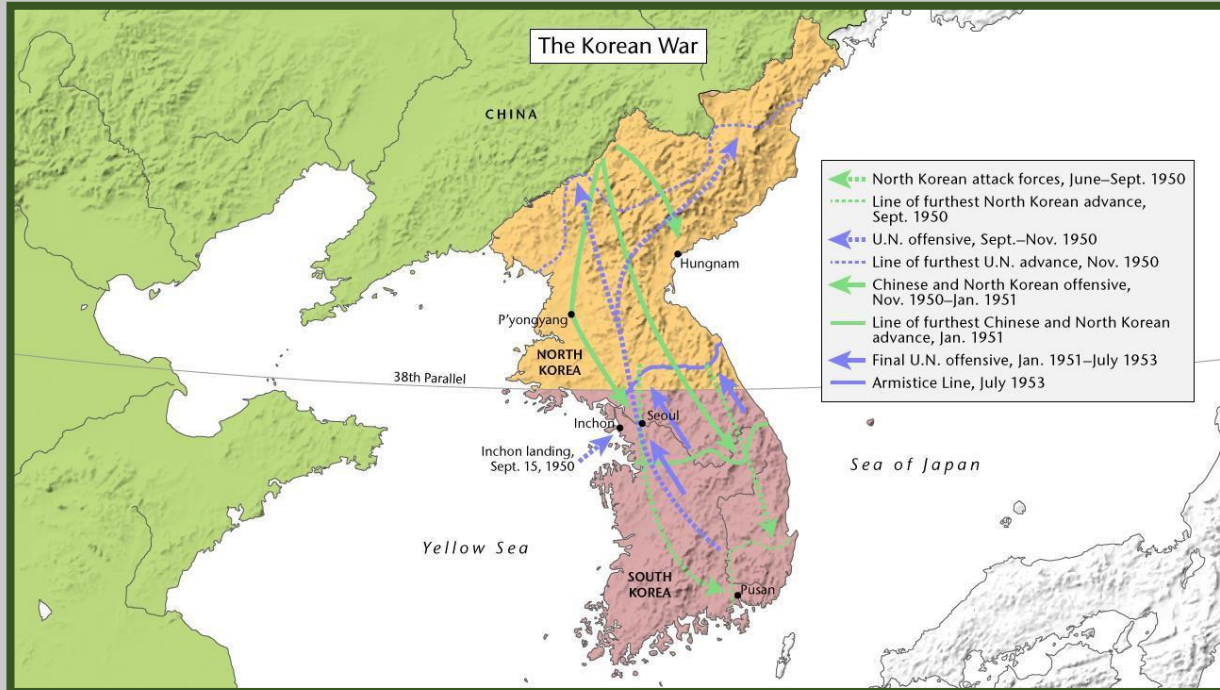 The Korean War
CHINA
North Korean attack forces, June–Sept. 1950
Line of furthest North Korean advance,
Sept. 1950
U.N. offensive, Sept.–Nov. 1950
Line of furthest U.N. advance, Nov. 1950
Chinese and North Korean offensive,
Nov. 1950–Jan. 1951
Line of furthest Chinese and North Korean
advance, Jan. 1951
Final U.N. offensive, Jan. 1951–July 1953
Armistice Line, July 1953
Hungnam
P'yongyang
NORTH
KOREA
38th Parallel
Inchon
Seoul
Inchon landing,
Sept. 15, 1950
Sea of Japan
Yellow Sea
SOUTH
KOREA
Pusan